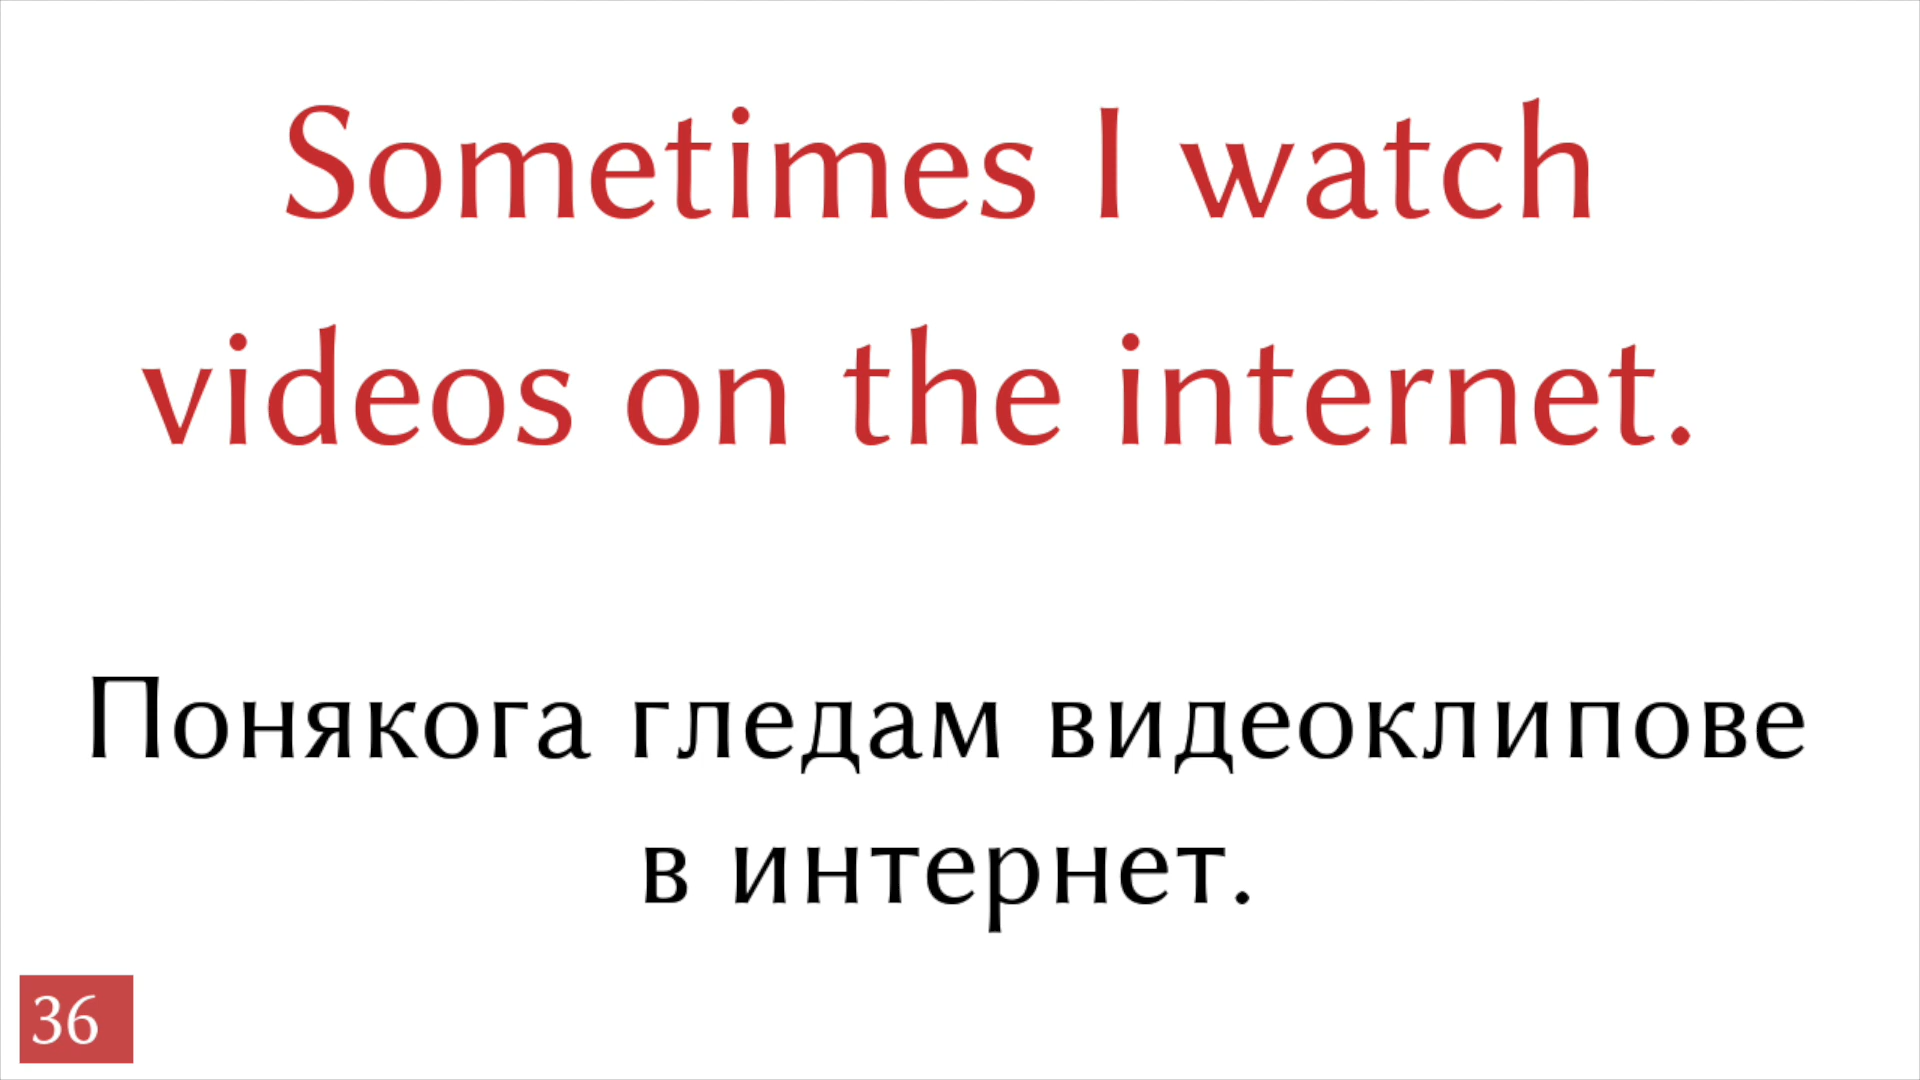 Sometimes I watch
videos on the internet.
Понякога гледам видеоклипове
в интернет.
36